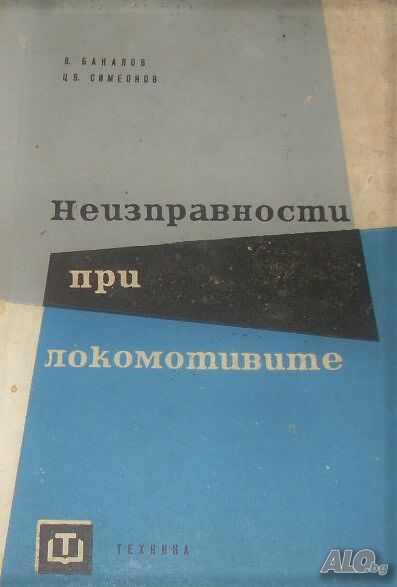 В. БАКАЛОВ
ЦВ. СИМЕОНОВ
Неизправности
при
локомотивите
Т
ТЕХНИКА
ALO.bg